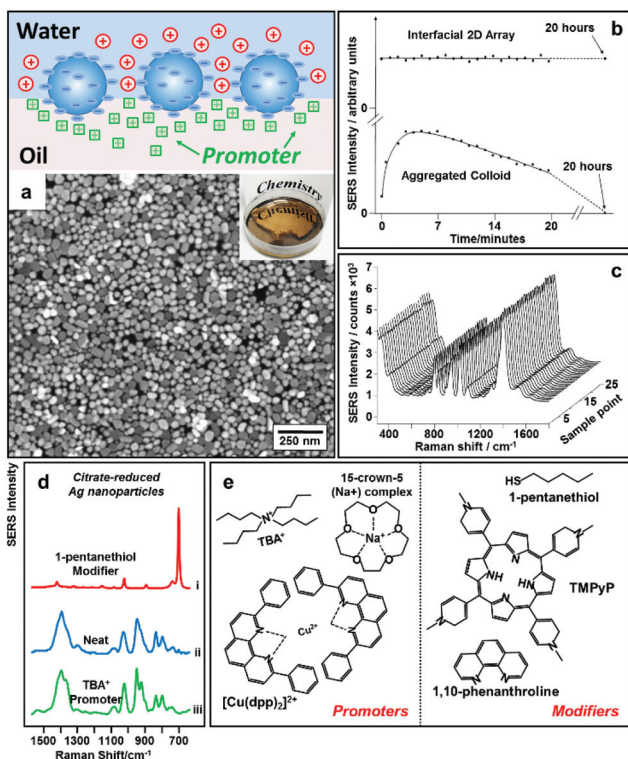 Water
Oil
Promoter
a
Chemistry
Chemistry
250 nm
b
SERS Intensity / arbitrary units
Interfacial 2D Array
20 hours
0
Aggregated Colloid
20 hours
0
0
7
14
20
Time/minutes
c
SERS Intensity / counts ×10³
7
6
5
4
3
2
1
0
400
800
1200
1600
Raman shift / cm⁻¹
5
15
25
Sample point
d
Citrate-reduced
Ag nanoparticles
SERS Intensity
1-pentanethiol
Modifier
i
Neat
ii
TBA⁺
Promoter
iii
1500
1300
1100
900
700
Raman Shift/cm⁻¹
e
15-crown-5
(Na+) complex
N⁺
TBA⁺
O
O
O
O
O
Na⁺
N
N
Cu²⁺
N
N
[Cu(dpp)₂]²⁺
Promoters
HS
1-pentanethiol
N
N
N
NH
HN
N
TMPyP
N
N
N
N
1,10-phenanthroline
Modifiers